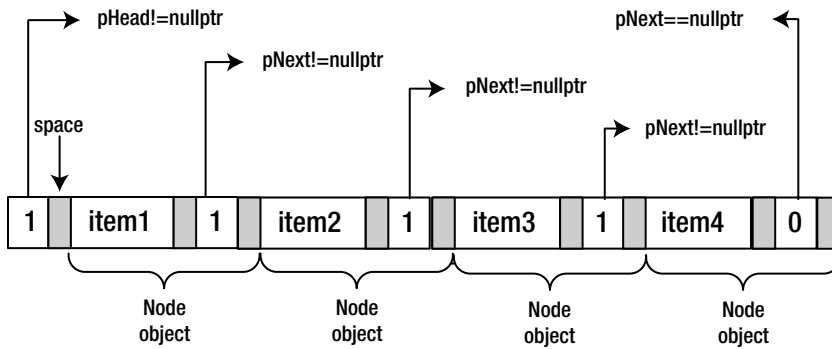 pHead!=nullptr
pNext==nullptr
pNext!=nullptr
pNext!=nullptr
space
pNext!=nullptr
1 item1 1 item2 1 item3 1 item4 0
Node Node Node Node
object object object object